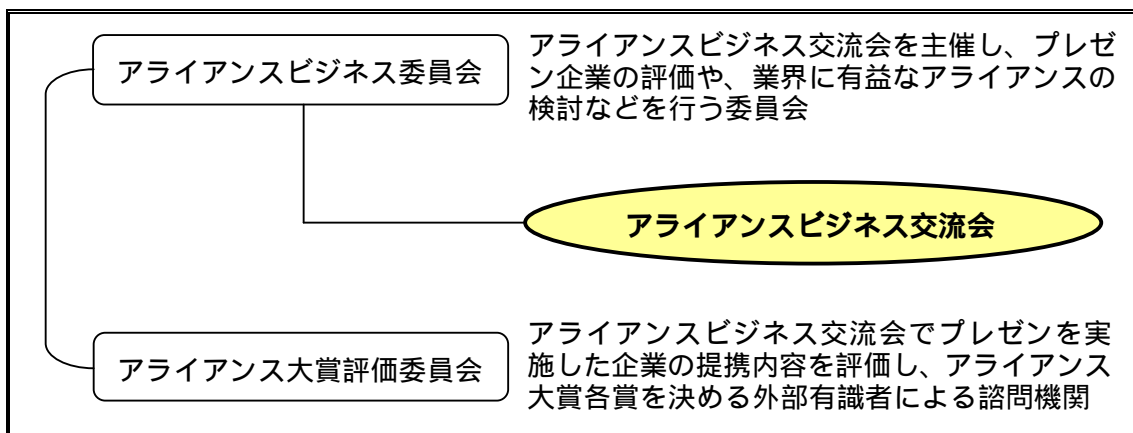 アライアンスビジネス委員会
アライアンスビジネス交流会を主催し、プレゼ
ン企業の評価や、業界に有益なアライアンスの
検討などを行う委員会
アライアンスビジネス交流会
アライアンス大賞評価委員会
アライアンスビジネス交流会でプレゼンを実
施した企業の提携内容を評価し、アライアンス
大賞各賞を決める外部有識者による諮問機関